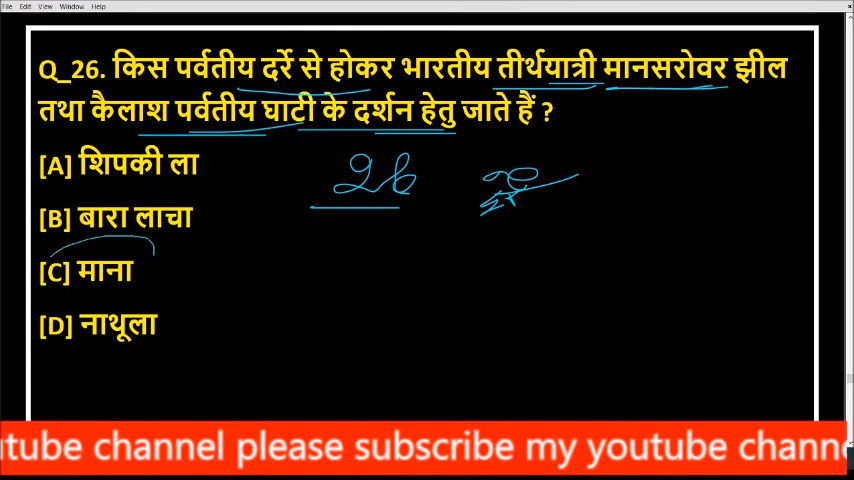 File Edit View Window Help
Q_26. किस पर्वतीय दर्रे से होकर भारतीय तीर्थयात्री मानसरोवर झील
तथा कैलाश पर्वतीय घाटी के दर्शन हेतु जाते हैं ?
[A] शिपकी ला
26
[B] बारा लाचा
[C] माना
[D] नाथूला
utube channel please subscribe my youtube chann